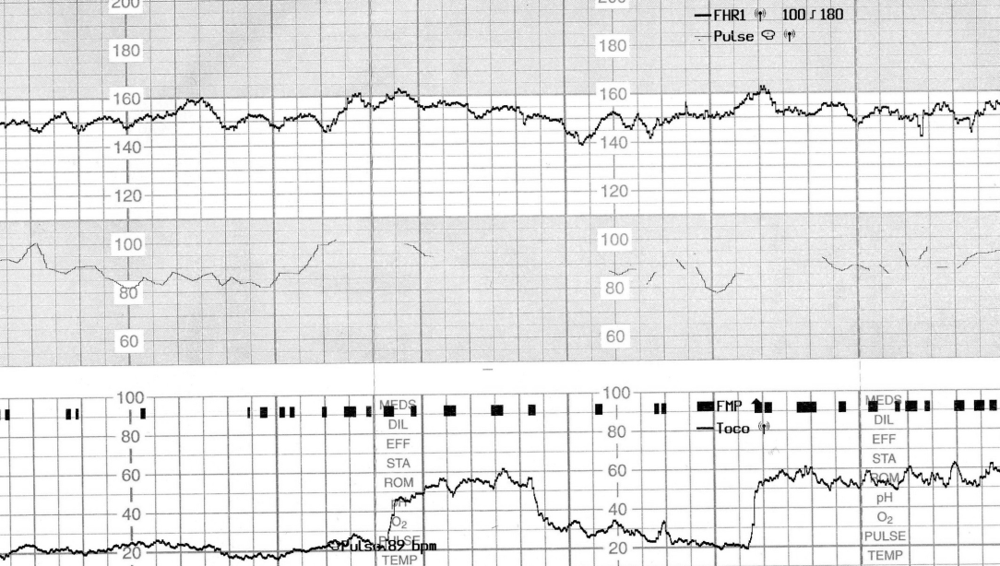 200
200
FHR1 100 180
Pulse
180
180
160
160
140
140
120
120
100
100
80
80
60
60
100
100
MEDS
FMP
MEDS
80
80
DIL
Toco
DIL
EFF
EFF
60
60
STA
STA
ROM
ROM
40
40
pH
pH
O₂
O₂
20
20
PULSE
PULSE
Pulse 89 bpm
TEMP
TEMP